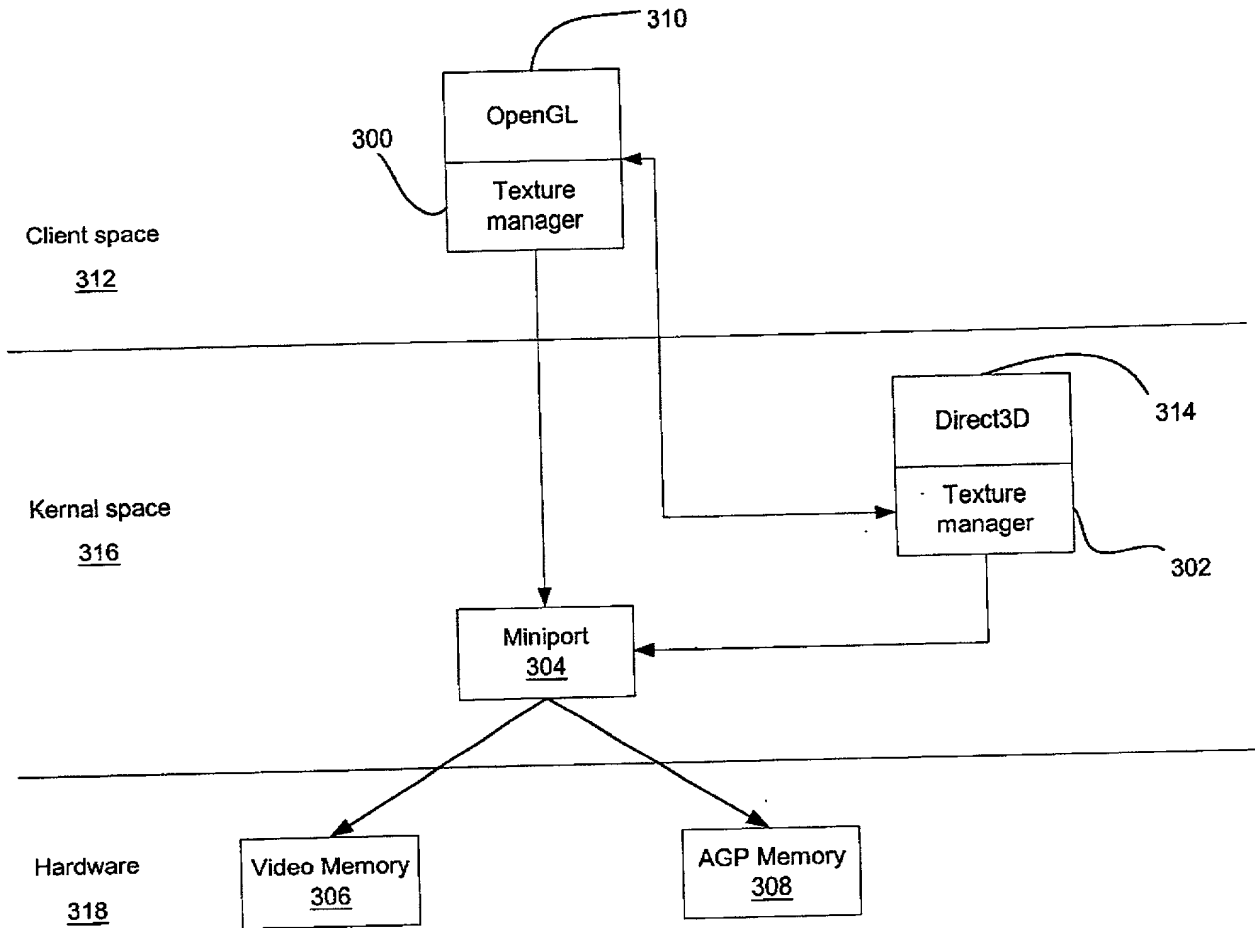 310
OpenGL
300
Texture
manager
Client space
312
Direct3D
314
Kernal space
316
Texture
manager
302
Miniport
304
Hardware
318
Video Memory
306
AGP Memory
308